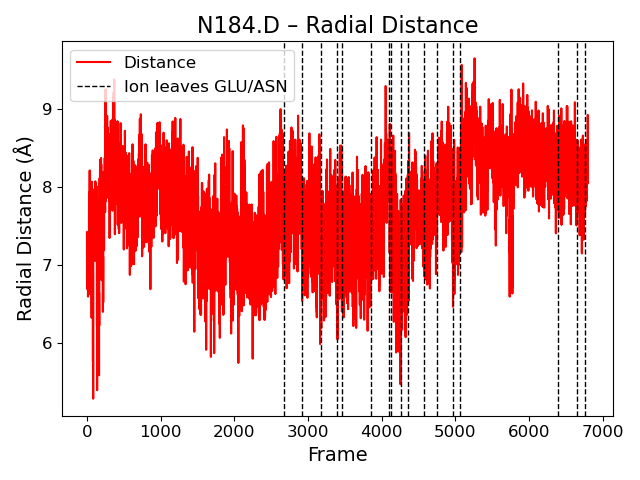 N184.D – Radial Distance
Distance
Ion leaves GLU/ASN
Radial Distance (Å)
9
8
7
6
0 1000 2000 3000 4000 5000 6000 7000
Frame